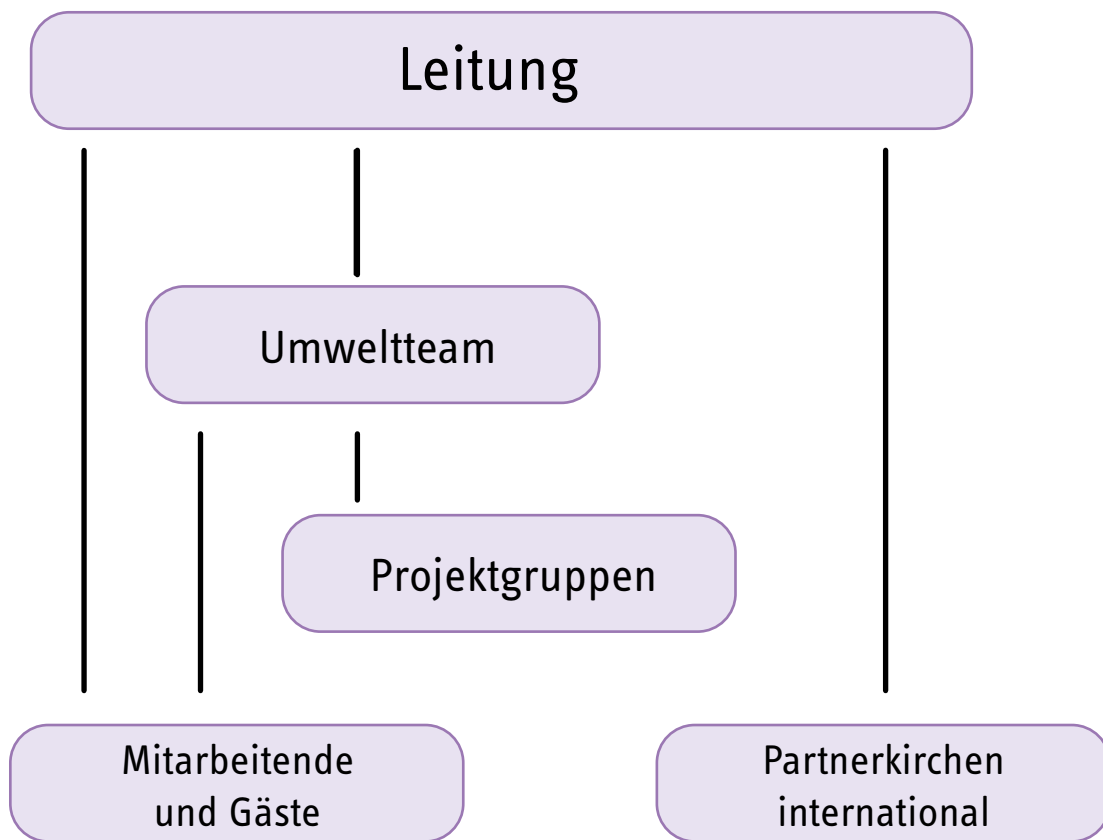 Leitung
Umweltteam
Projektgruppen
Mitarbeitende
und Gäste
Partnerkirchen
international